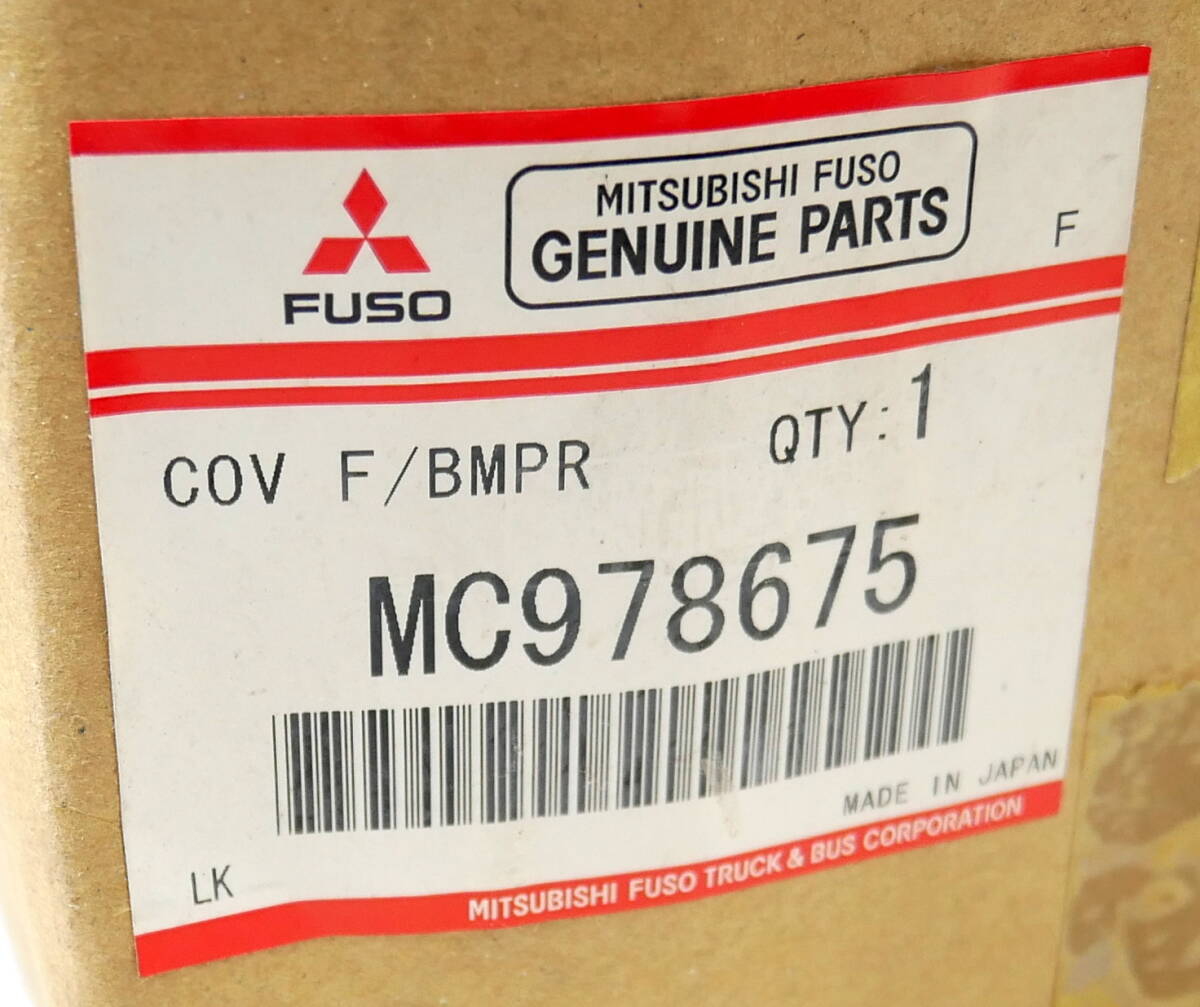 MITSUBISHI FUSO
GENUINE PARTS
F
FUSO
COV F/BMPR
QTY:1
MC978675
MADE IN JAPAN
LK
MITSUBISHI FUSO TRUCK & BUS CORPORATION